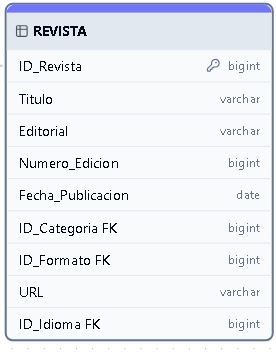 REVISTA
ID_Revista bigint
Titulo varchar
Editorial varchar
Numero_Edicion bigint
Fecha_Publicacion date
ID_Categoria FK bigint
ID_Formato FK bigint
URL varchar
ID_Idioma FK bigint